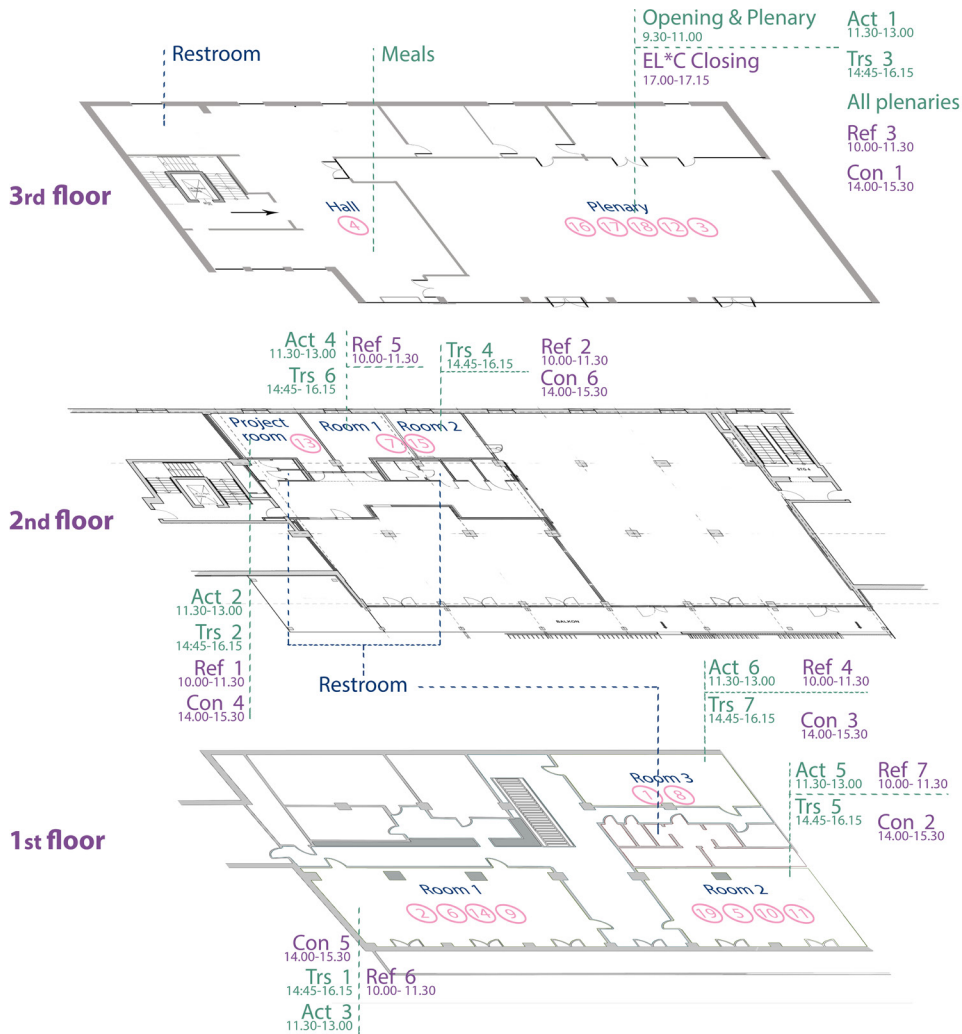 Opening & Plenary
9.30-11.00
EL*C Closing
17.00-17.15
Act 1
11.30-13.00
Trs 3
14:45-16.15
All plenaries
Ref 3
10.00-11.30
Con 1
14.00-15.30
Restroom
Meals
3rd floor
Hall
4
Plenary
16 17 18 12 3
Act 4
11.30-13.00
Trs 6
14:45- 16.15
Ref 5
10.00-11.30
Trs 4
14.45-16.15
Ref 2
10.00-11.30
Con 6
14.00-15.30
Project
room
13
Room 1
7
Room 2
15
2nd floor
BALKON
Act 2
11.30-13.00
Trs 2
14:45-16.15
Ref 1
10.00-11.30
Con 4
14.00-15.30
Restroom
Act 6
11.30-13.00
Trs 7
14.45-16.15
Ref 4
10.00-11.30
Con 3
14.00-15.30
Act 5
11.30-13.00
Trs 5
14.45-16.15
Ref 7
10.00- 11.30
Con 2
14.00-15.30
1st floor
Room 3
1 8
Room 1
2 6 14 9
Room 2
19 5 10 11
Con 5
14.00-15.30
Trs 1
14:45-16.15
Act 3
11.30-13.00
Ref 6
10.00- 11.30